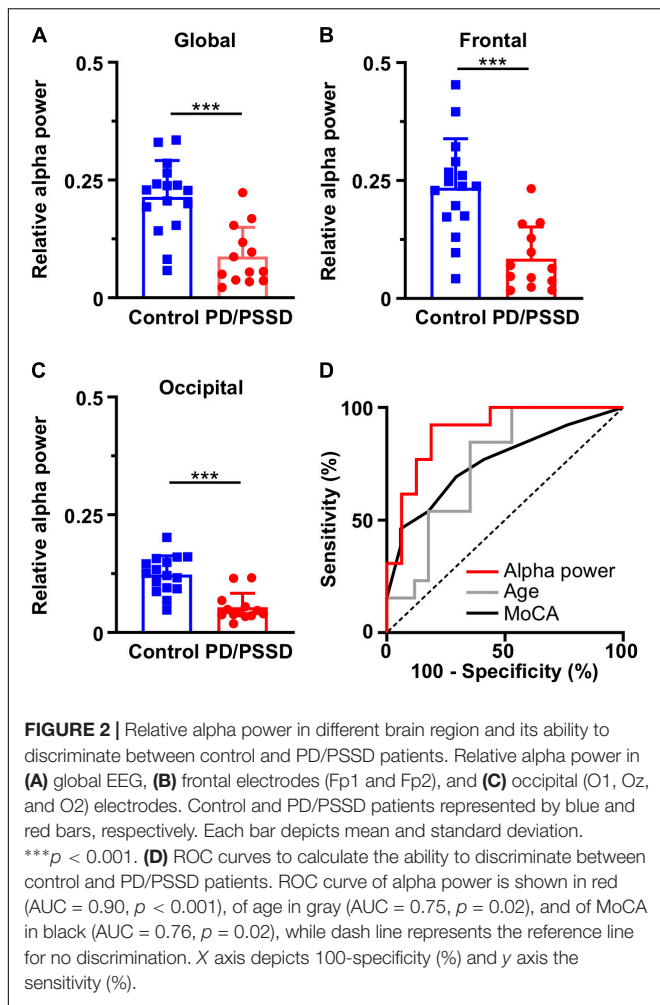 A
Global
Relative alpha power
0.5
0.25
0
***
Control PD/PSSD
B
Frontal
Relative alpha power
0.5
0.25
0
***
Control PD/PSSD
C
Occipital
Relative alpha power
0.5
0.25
0
***
Control PD/PSSD
D
Sensitivity (%)
100
50
0
Alpha power
Age
MoCA
0 50 100
100 - Specificity (%)
FIGURE 2 | Relative alpha power in different brain region and its ability to
discriminate between control and PD/PSSD patients. Relative alpha power in
(A) global EEG, (B) frontal electrodes (Fp1 and Fp2), and (C) occipital (O1, Oz,
and O2) electrodes. Control and PD/PSSD patients represented by blue and
red bars, respectively. Each bar depicts mean and standard deviation.
***p < 0.001. (D) ROC curves to calculate the ability to discriminate between
control and PD/PSSD patients. ROC curve of alpha power is shown in red
(AUC = 0.90, p < 0.001), of age in gray (AUC = 0.75, p = 0.02), and of MoCA
in black (AUC = 0.76, p = 0.02), while dash line represents the reference line
for no discrimination. X axis depicts 100-specificity (%) and y axis the
sensitivity (%).